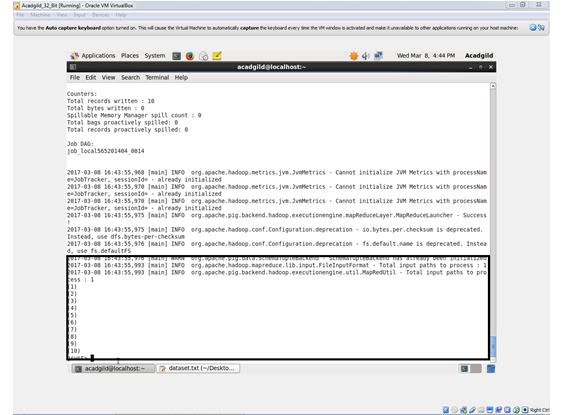 Acadgild_32_Bit [Running] - Oracle VM VirtualBox
File Machine View Input Devices Help
You have the Auto capture keyboard option turned on. This will cause the Virtual Machine to automatically capture the keyboard every time the VM window is activated and make it unavailable to other applications running on your host machine:
Applications Places System Wed Mar 8, 4:44 PM Acadgild
acadgild@localhost:~
File Edit View Search Terminal Help
Counters:
Total records written : 10
Total bytes written : 0
Spillable Memory Manager spill count : 0
Total bags proactively spilled: 0
Total records proactively spilled: 0
Job DAG:
job_local565201404_0014
2017-03-08 16:43:55,968 [main] INFO org.apache.hadoop.metrics.jvm.JvmMetrics - Cannot initialize JVM Metrics with processNam
e=JobTracker, sessionId= - already initialized
2017-03-08 16:43:55,970 [main] INFO org.apache.hadoop.metrics.jvm.JvmMetrics - Cannot initialize JVM Metrics with processNam
e=JobTracker, sessionId= - already initialized
2017-03-08 16:43:55,970 [main] INFO org.apache.hadoop.metrics.jvm.JvmMetrics - Cannot initialize JVM Metrics with processNam
e=JobTracker, sessionId= - already initialized
2017-03-08 16:43:55,975 [main] INFO org.apache.pig.backend.hadoop.executionengine.mapReduceLayer.MapReduceLauncher - Success
!
2017-03-08 16:43:55,975 [main] INFO org.apache.hadoop.conf.Configuration.deprecation - io.bytes.per.checksum is deprecated.
Instead, use dfs.bytes-per-checksum
2017-03-08 16:43:55,976 [main] INFO org.apache.hadoop.conf.Configuration.deprecation - fs.default.name is deprecated. Instea
d, use fs.defaultFS
2017-03-08 16:43:55,976 [main] WARN org.apache.pig.data.SchemaTupleBackend - SchemaTupleBackend has already been initialized
2017-03-08 16:43:55,993 [main] INFO org.apache.hadoop.mapreduce.lib.input.FileInputFormat - Total input paths to process : 1
2017-03-08 16:43:55,993 [main] INFO org.apache.pig.backend.hadoop.executionengine.util.MapRedUtil - Total input paths to pro
cess : 1
(1)
(2)
(3)
(4)
(5)
(6)
(7)
(8)
(9)
(10)
grunt>
acadgild@localhost:~ dataset.txt (~/Deskto...
Right Ctrl